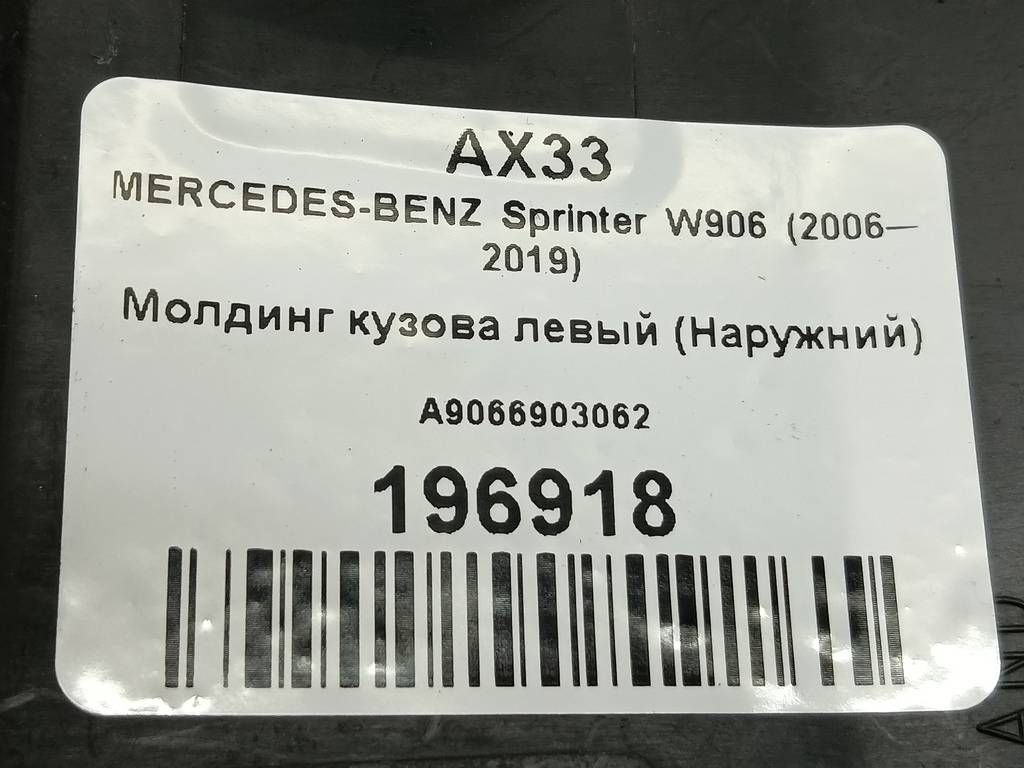 AX33
MERCEDES-BENZ Sprinter W906 (2006—
2019)
Молдинг кузова левый (Наружний)
A9066903062
196918